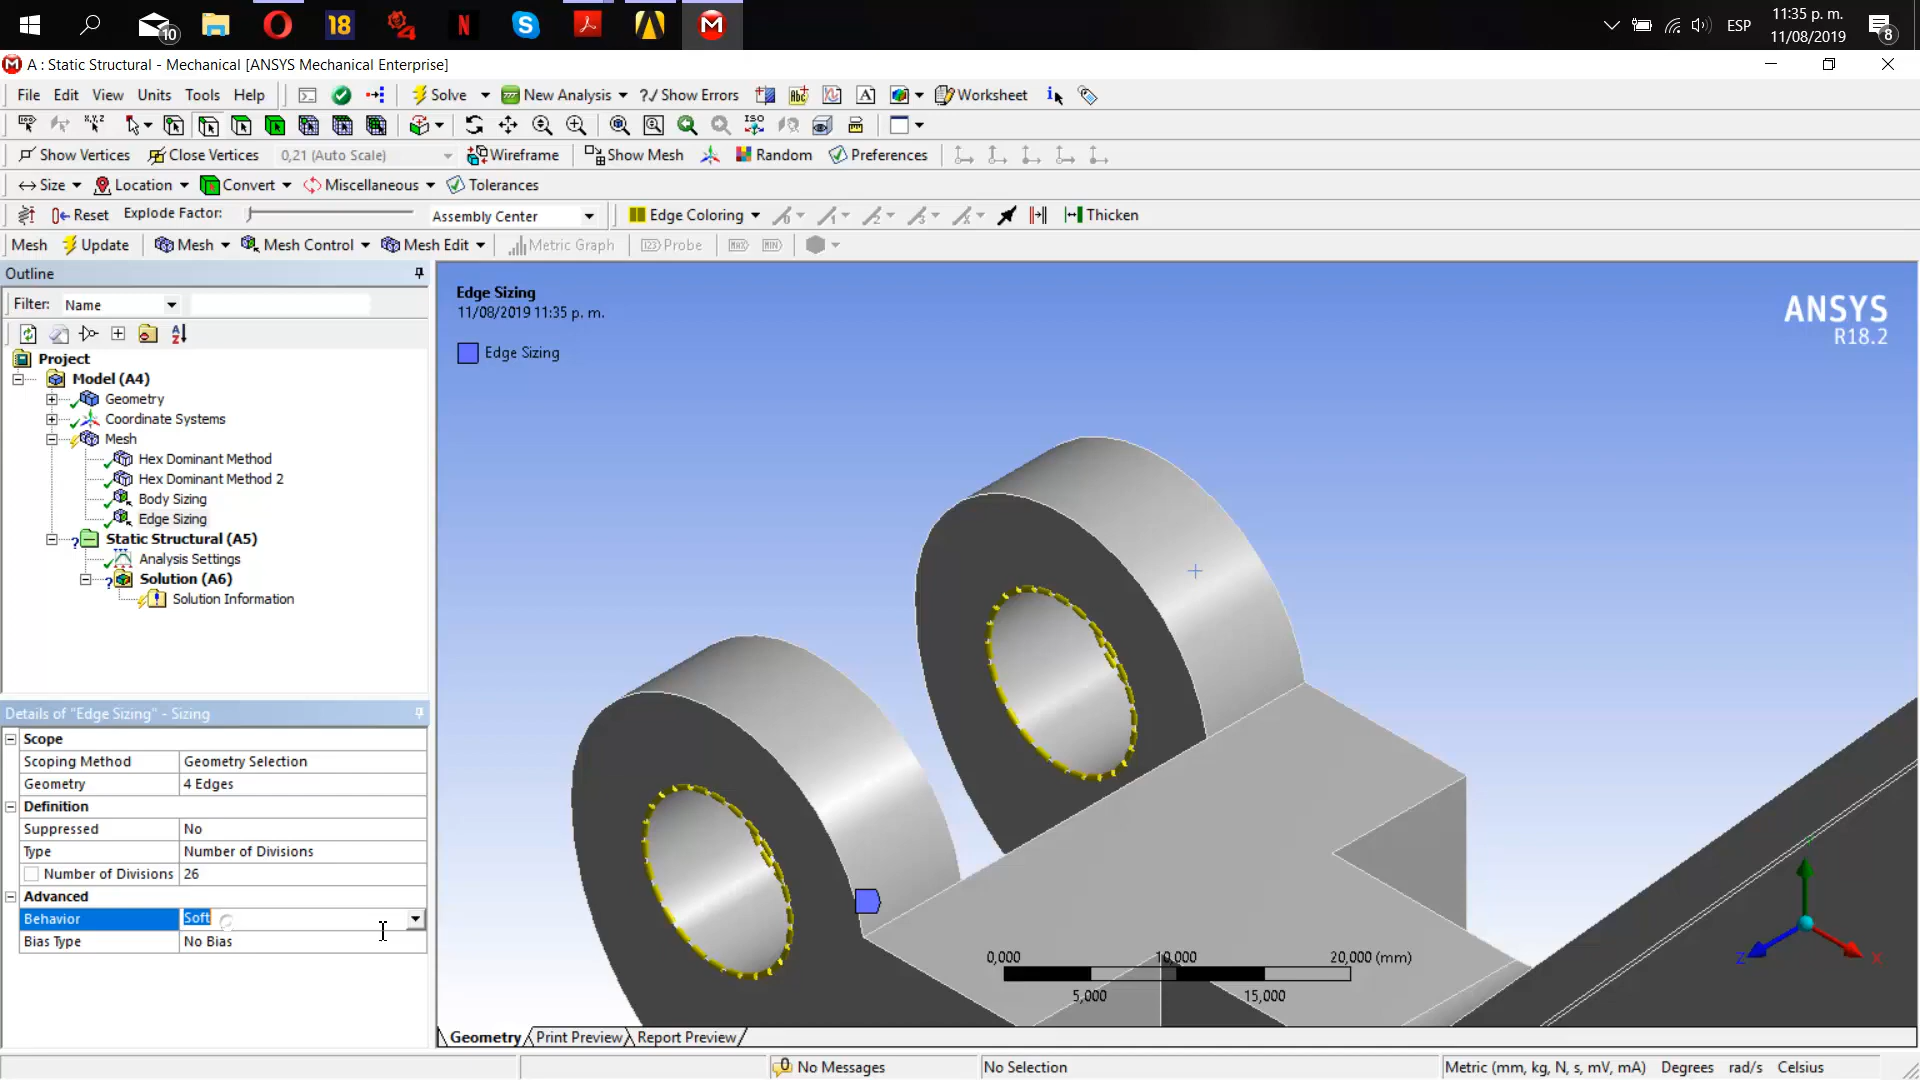 10
18
4
N
S
M
ESP
11:35 p. m.
11/08/2019
8
A : Static Structural - Mechanical [ANSYS Mechanical Enterprise]
File Edit View Units Tools Help Solve New Analysis ?/ Show Errors Worksheet
X,Y,Z ISO
Show Vertices Close Vertices 0,21 (Auto Scale) Wireframe Show Mesh Random Preferences
Size Location Convert Miscellaneous Tolerances
Reset Explode Factor: Assembly Center Edge Coloring Thicken
Mesh Update Mesh Mesh Control Mesh Edit Metric Graph Probe MAX MIN
Outline
Filter: Name
Project
Model (A4)
Geometry
Coordinate Systems
Mesh
Hex Dominant Method
Hex Dominant Method 2
Body Sizing
Edge Sizing
Static Structural (A5)
Analysis Settings
Solution (A6)
Solution Information
Details of "Edge Sizing" - Sizing
Scope
Scoping Method Geometry Selection
Geometry 4 Edges
Definition
Suppressed No
Type Number of Divisions
Number of Divisions 26
Advanced
Behavior Soft
Bias Type No Bias
Edge Sizing
11/08/2019 11:35 p. m.
Edge Sizing
ANSYS
R18.2
0,000 10,000 20,000 (mm)
5,000 15,000
Y
Z
X
Geometry Print Preview Report Preview
0 No Messages No Selection Metric (mm, kg, N, s, mV, mA) Degrees rad/s Celsius